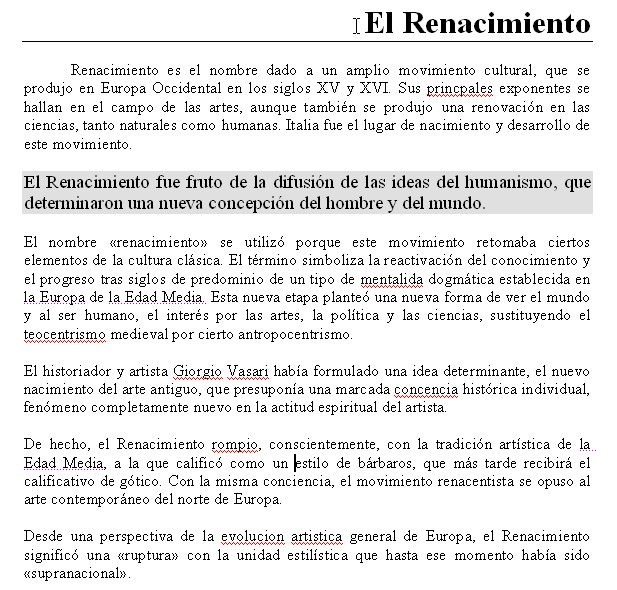 El Renacimiento
Renacimiento es el nombre dado a un amplio movimiento cultural, que se
produjo en Europa Occidental en los siglos XV y XVI. Sus princpales exponentes se
hallan en el campo de las artes, aunque también se produjo una renovación en las
ciencias, tanto naturales como humanas. Italia fue el lugar de nacimiento y desarrollo de
este movimiento.
El Renacimiento fue fruto de la difusión de las ideas del humanismo, que
determinaron una nueva concepción del hombre y del mundo.
El nombre «renacimiento» se utilizó porque este movimiento retomaba ciertos
elementos de la cultura clásica. El término simboliza la reactivación del conocimiento y
el progreso tras siglos de predominio de un tipo de mentalida dogmática establecida en
la Europa de la Edad Media. Esta nueva etapa planteó una nueva forma de ver el mundo
y al ser humano, el interés por las artes, la política y las ciencias, sustituyendo el
teocentrismo medieval por cierto antropocentrismo.
El historiador y artista Giorgio Vasari había formulado una idea determinante, el nuevo
nacimiento del arte antiguo, que presuponía una marcada concencia histórica individual,
fenómeno completamente nuevo en la actitud espiritual del artista.
De hecho, el Renacimiento rompio, conscientemente, con la tradición artística de la
Edad Media, a la que calificó como un estilo de bárbaros, que más tarde recibirá el
calificativo de gótico. Con la misma conciencia, el movimiento renacentista se opuso al
arte contemporáneo del norte de Europa.
Desde una perspectiva de la evolucion artistica general de Europa, el Renacimiento
significó una «ruptura» con la unidad estilística que hasta ese momento había sido
«supranacional».